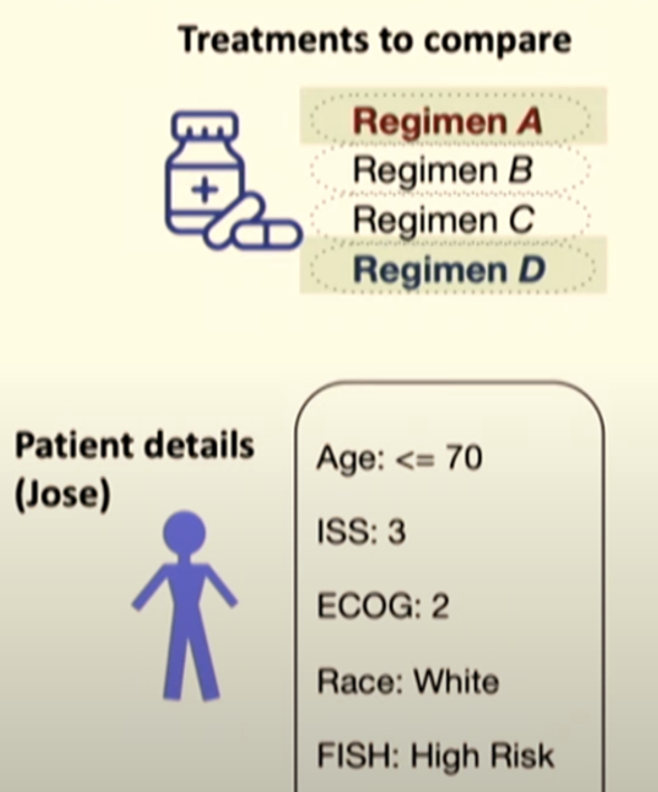 Treatments to compare
Regimen A
Regimen B
Regimen C
Regimen D
Patient details
(Jose)
Age: <= 70
ISS: 3
ECOG: 2
Race: White
FISH: High Risk